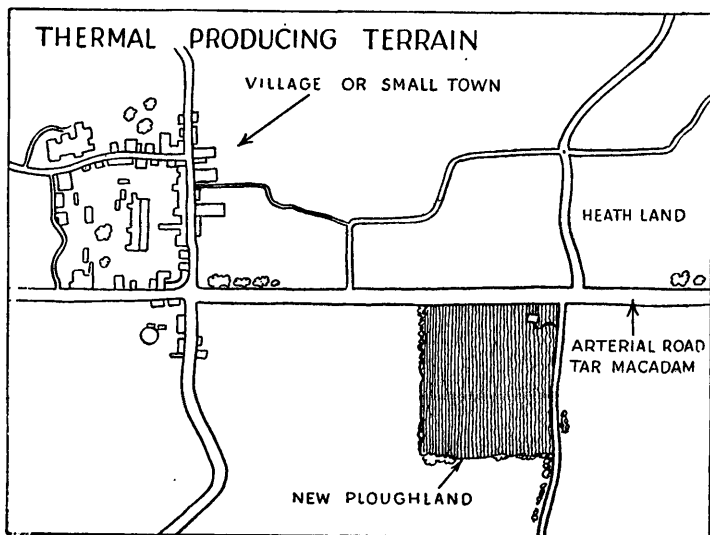 THERMAL PRODUCING TERRAIN
VILLAGE OR SMALL TOWN
HEATH LAND
ARTERIAL ROAD
TAR MACADAM
NEW PLOUGHLAND